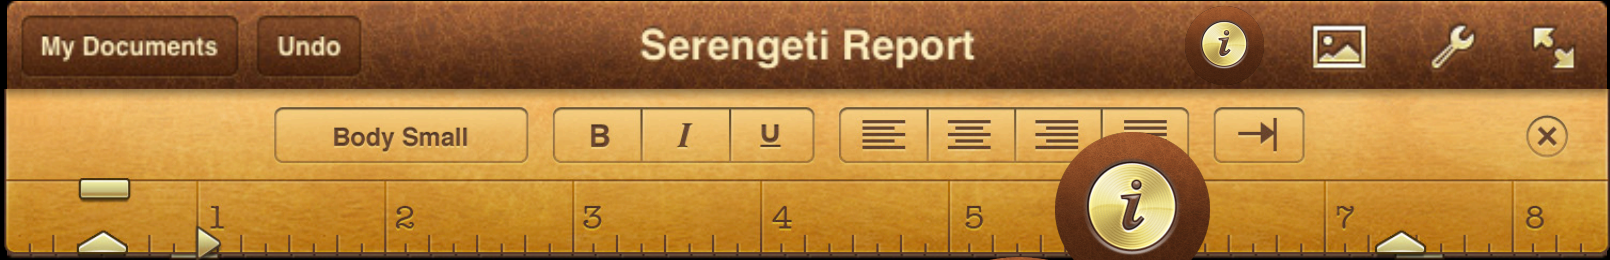 My Documents Undo Serengeti Report i
Body Small B I U
i
1 2 3 4 5 7 8